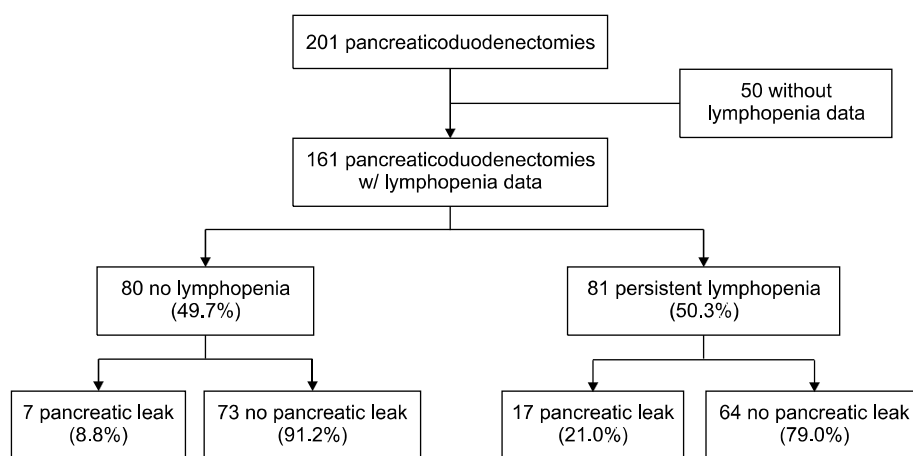 201 pancreaticoduodenectomies
50 without
lymphopenia data
161 pancreaticoduodenectomies
w/ lymphopenia data
80 no lymphopenia
(49.7%)
81 persistent lymphopenia
(50.3%)
7 pancreatic leak
(8.8%)
73 no pancreatic leak
(91.2%)
17 pancreatic leak
(21.0%)
64 no pancreatic leak
(79.0%)